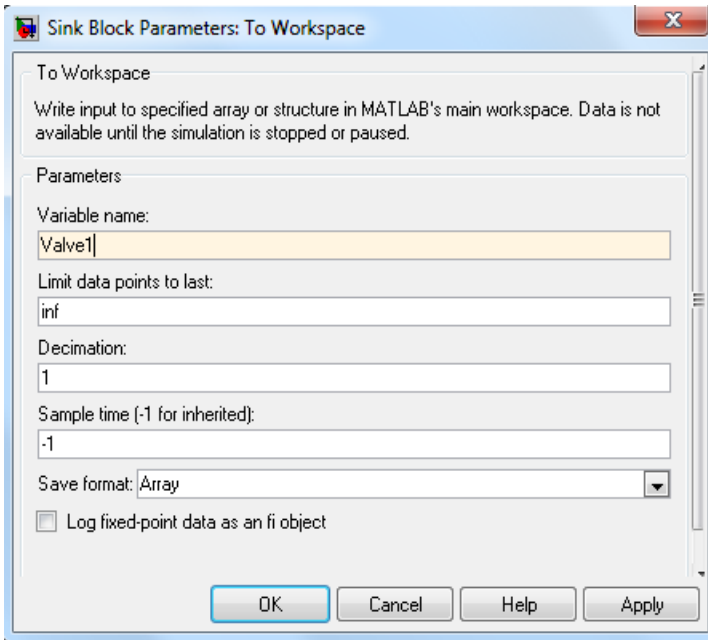 Sink Block Parameters: To Workspace
To Workspace
Write input to specified array or structure in MATLAB's main workspace. Data is not
available until the simulation is stopped or paused.
Parameters
Variable name:
Valve1
Limit data points to last:
inf
Decimation:
1
Sample time (-1 for inherited):
-1
Save format: Array
Log fixed-point data as an fi object
OK Cancel Help Apply